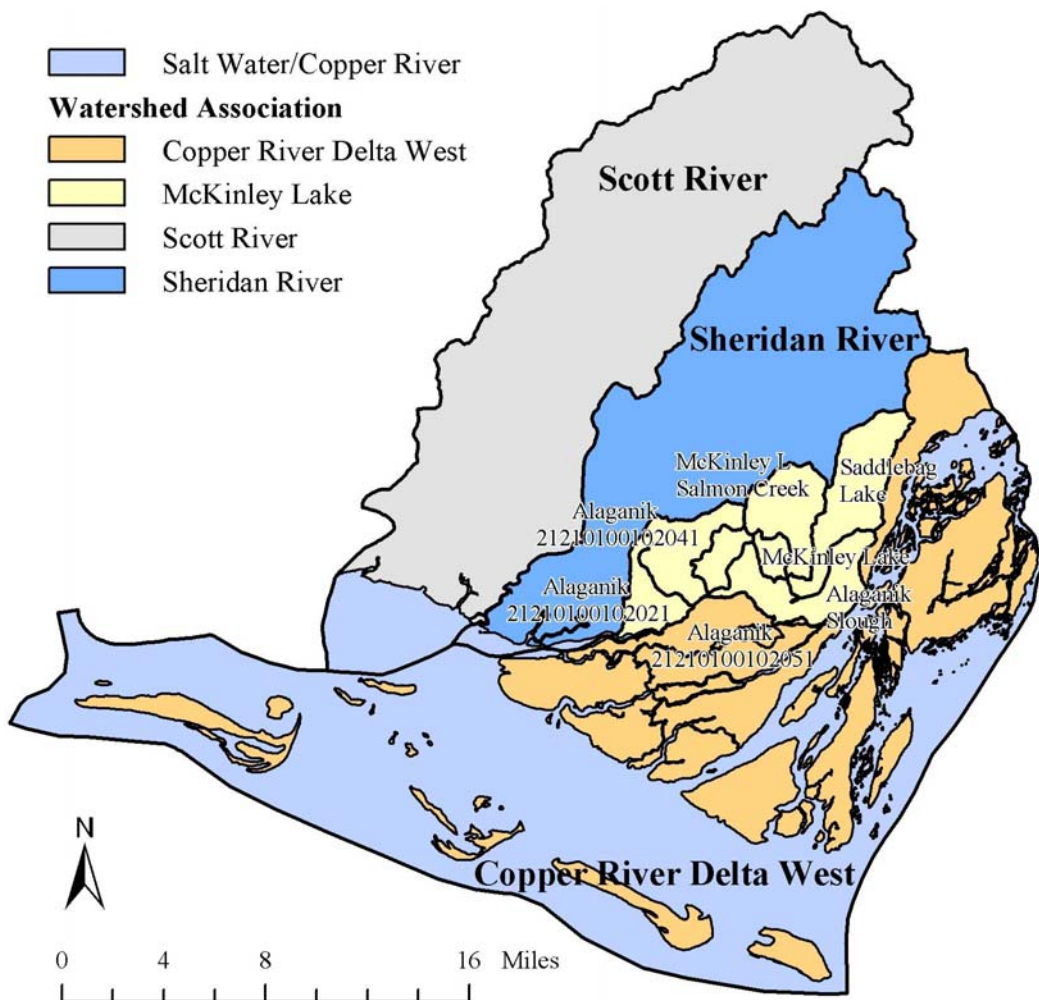 Salt Water/Copper River
Watershed Association
Copper River Delta West
McKinley Lake
Scott River
Sheridan River
Scott River
Sheridan River
McKinley L
Salmon Creek
Saddlebag
Lake
Alaganik
21210100102041
McKinley Lake
Alaganik
21210100102021
Alaganik
Slough
Alaganik
21210100102051
Copper River Delta West
N
0 4 8 16 Miles